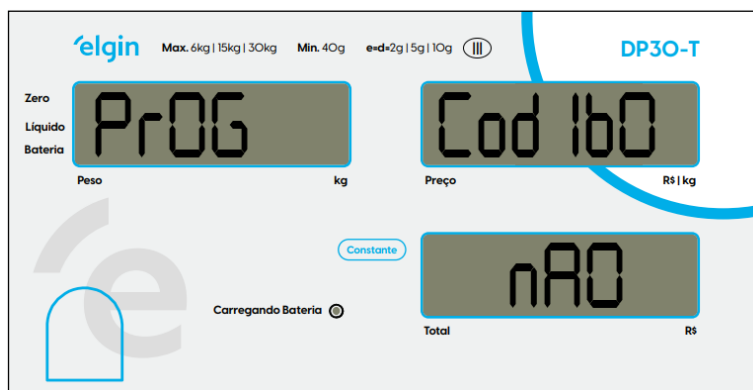 elgin Max. 6kg | 15kg | 30kg Min. 40g e=d=2g | 5g | 10g III DP30-T
Zero
Líquido
Bateria
PrOG
Cod 1b0
Peso kg
Preço R$ | kg
Constante
nAO
Carregando Bateria
Total R$